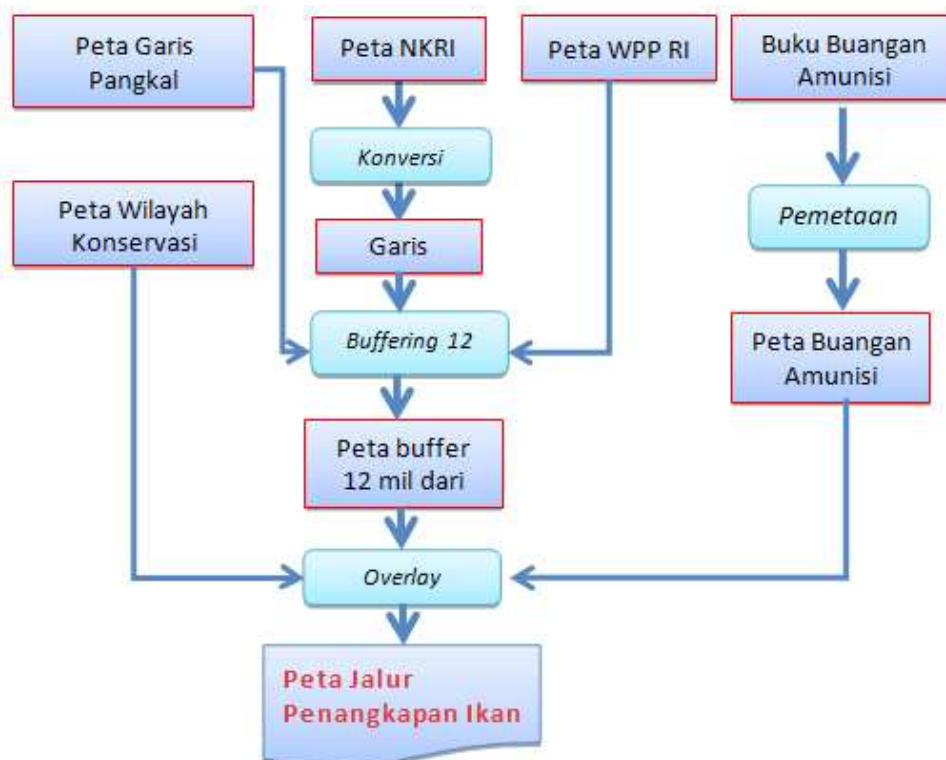 Peta Garis
Pangkal
Peta NKRI
Peta WPP RI
Buku Buangan
Amunisi
Konversi
Peta Wilayah
Konservasi
Pemetaan
Garis
Buffering 12
Peta Buangan
Amunisi
Peta buffer
12 mil dari
Overlay
Peta Jalur
Penangkapan Ikan